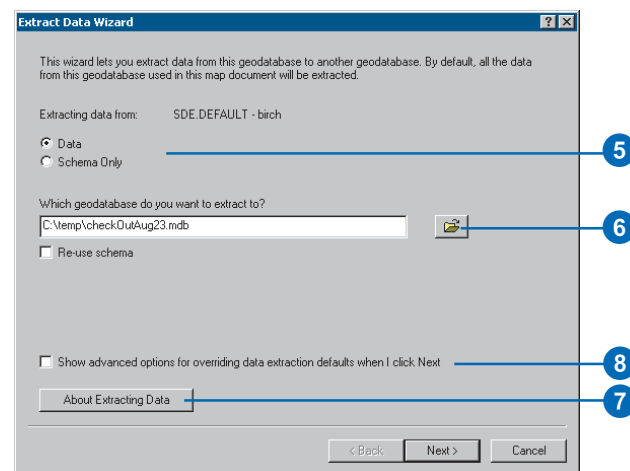 Extract Data Wizard
This wizard lets you extract data from this geodatabase to another geodatabase. By default, all the data
from this geodatabase used in this map document will be extracted.
Extracting data from: SDE.DEFAULT - birch
Data
Schema Only
5
Which geodatabase do you want to extract to?
C:\temp\checkOutAug23.mdb
6
Re-use schema
Show advanced options for overriding data extraction defaults when I click Next
8
About Extracting Data
7
< Back Next > Cancel